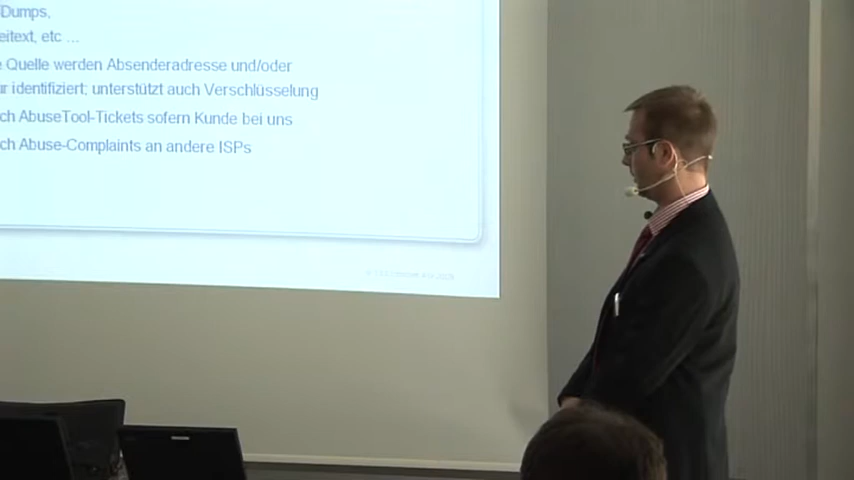 Dumps,
eitext, etc ...
e Quelle werden Absenderadresse und/oder
ur identifiziert; unterstützt auch Verschlüsselung
ch AbuseTool-Tickets sofern Kunde bei uns
ch Abuse-Complaints an andere ISPs